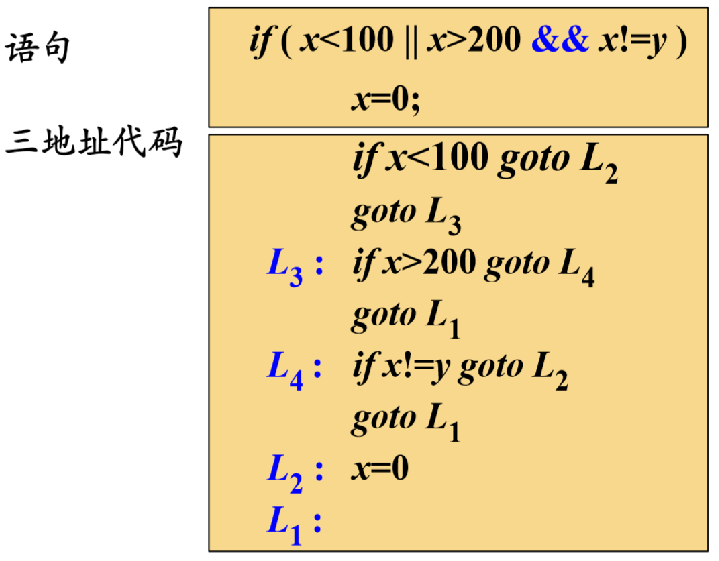 语句
if ( x<100 || x>200 && x!=y )
x=0;
三地址代码
if x<100 goto L₂
goto L₃
L₃ : if x>200 goto L₄
goto L₁
L₄ : if x!=y goto L₂
goto L₁
L₂ : x=0
L₁ :